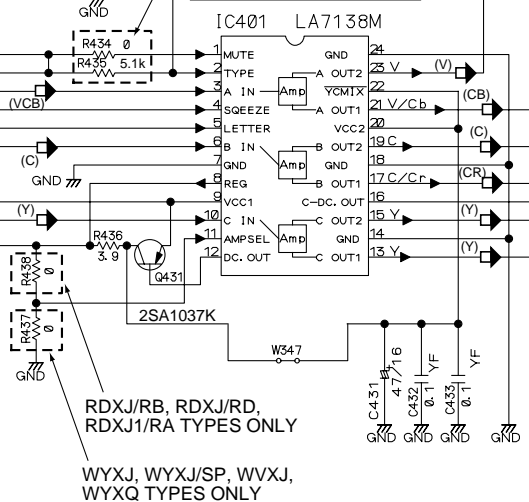 GND
IC401 LA7138M
R434 0
R435 5.1k
1 MUTE GND 24
2 TYPE A OUT2 23 V (V)
(VCB) 3 A IN Amp YCMIX 22
4 SQEEZE A OUT1 21 V/Cb (CB)
5 LETTER VCC2 20
(C) 6 B IN B OUT2 19 C (C)
7 GND Amp GND 18
GND
8 REG B OUT1 17 C/Cr (CR)
9 VCC1 C-DC. OUT 16
(Y) 10 C IN C OUT2 15 Y (Y)
R436 3.9
11 AMPSEL Amp GND 14
12 DC. OUT C OUT1 13 Y (Y)
Q431
R438 0
2SA1037K
R437 0
W347
GND
C431 47/16
C432 0.1 YF
C433 0.1 YF
GND GND GND GND
RDXJ/RB, RDXJ/RD,
RDXJ1/RA TYPES ONLY
WYXJ, WYXJ/SP, WVXJ,
WYXQ TYPES ONLY